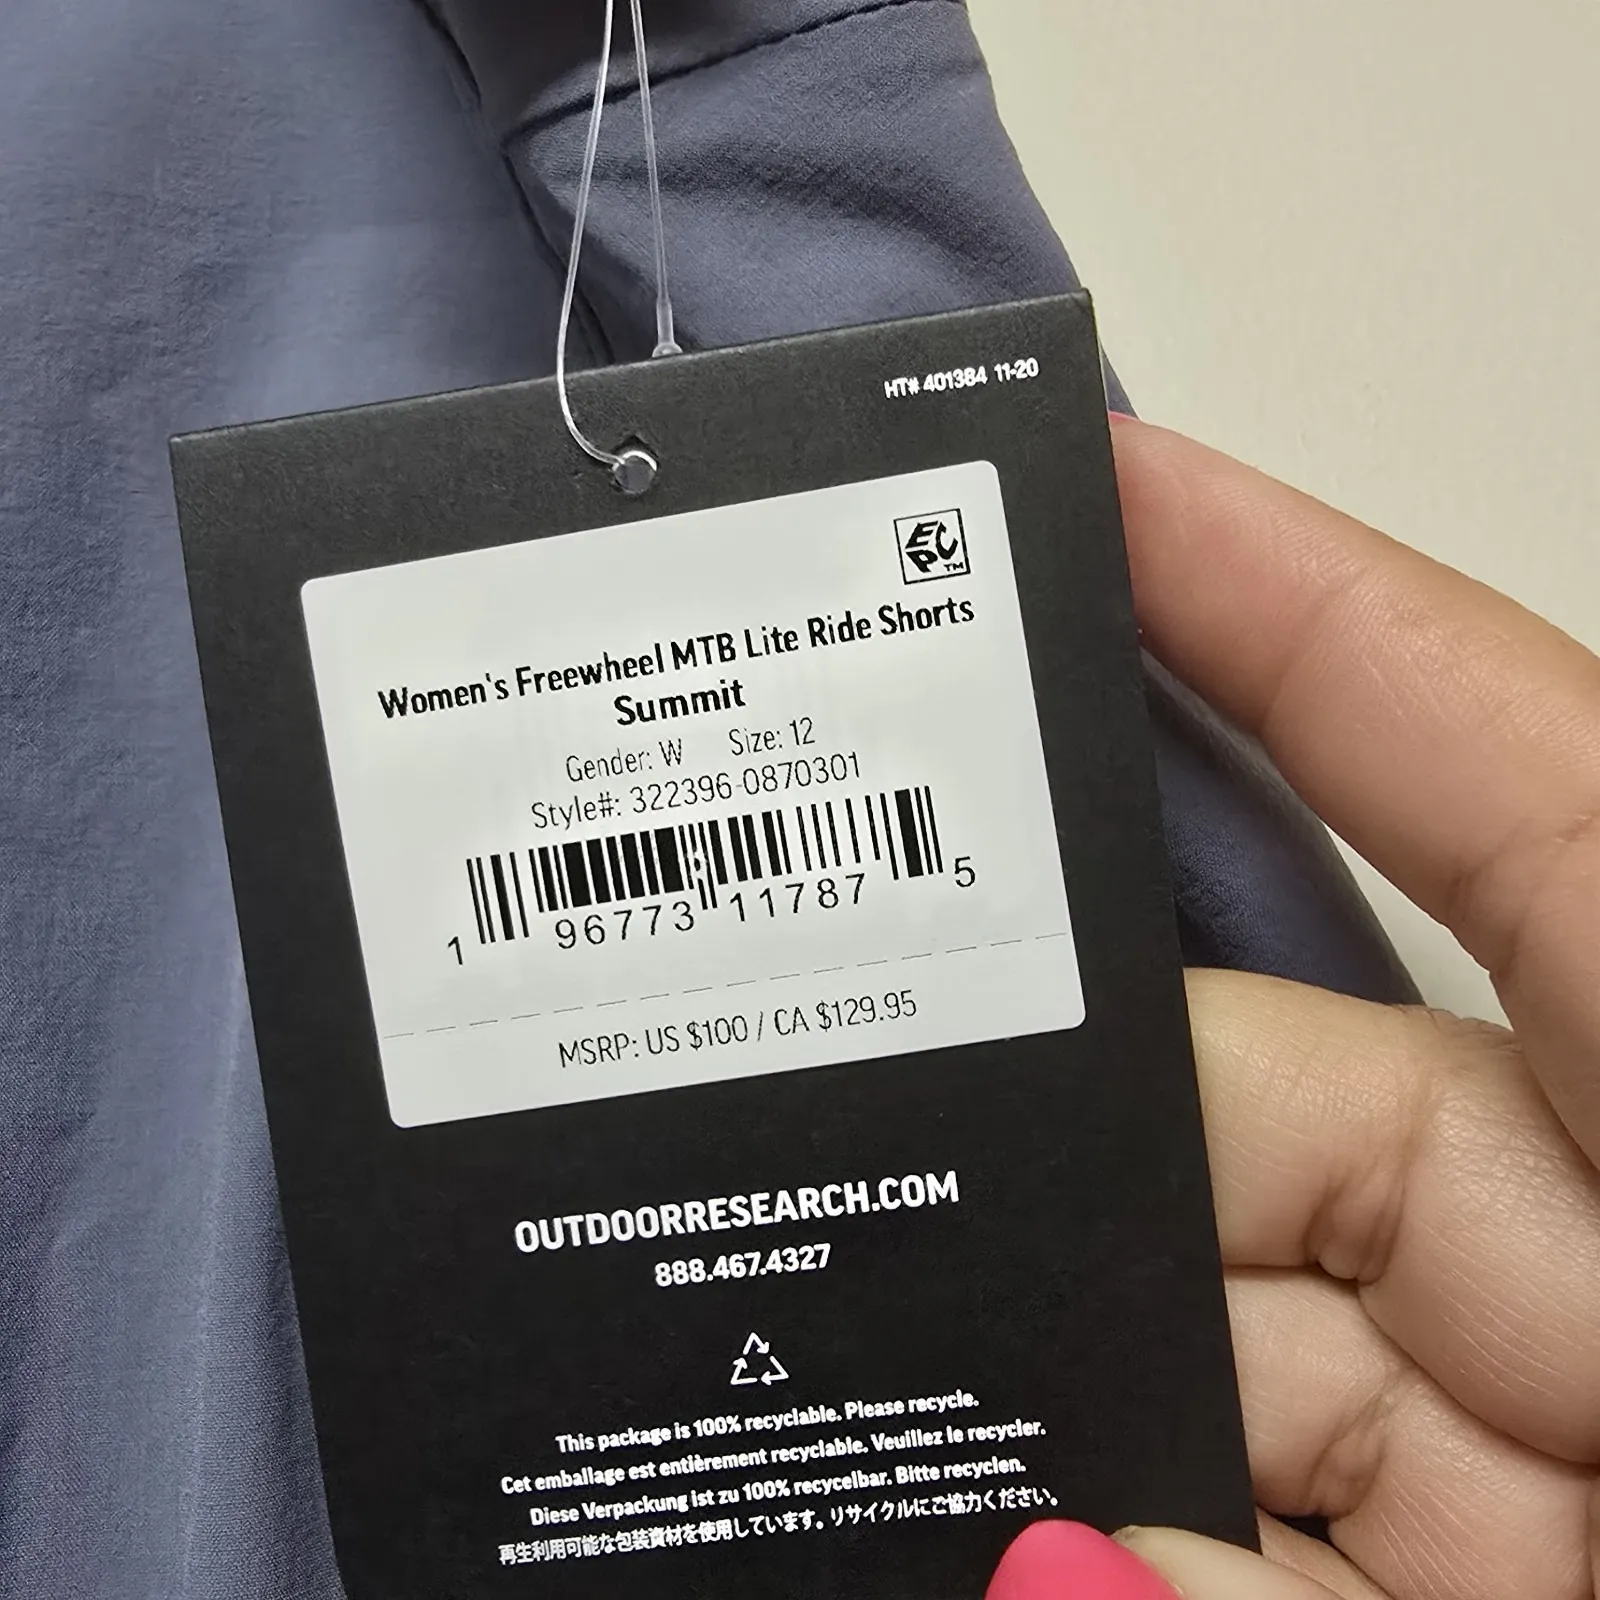 HT# 401384 11-20
EC
PC™
Women's Freewheel MTB Lite Ride Shorts
Summit
Gender: W Size: 12
Style#: 322396-0870301
1 96773 11787 5
MSRP: US $100 / CA $129.95
OUTDOORRESEARCH.COM
888.467.4327
This package is 100% recyclable. Please recycle.
Cet emballage est entièrement recyclable. Veuillez le recycler.
Diese Verpackung ist zu 100% recycelbar. Bitte recyclen.
再生利用可能な包装資材を使用しています。リサイクルにご協力ください。